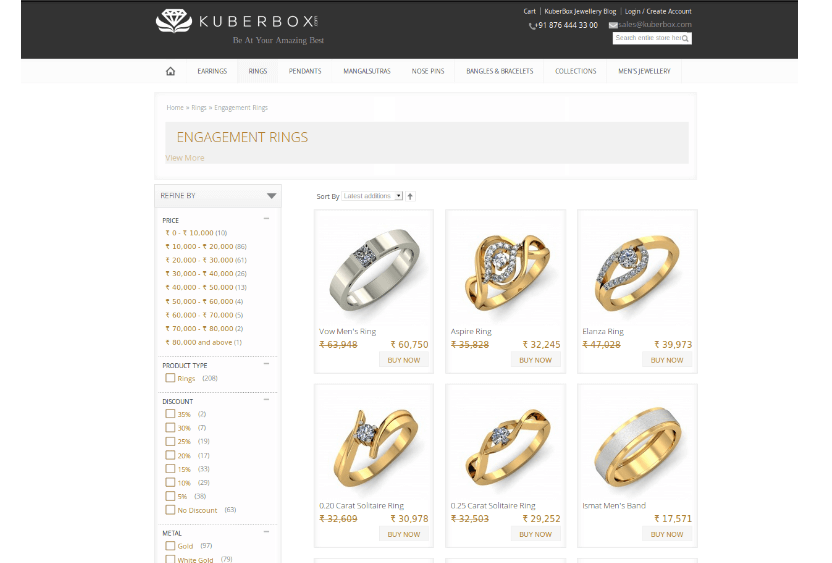 Cart | KuberBox Jewellery Blog | Login / Create Account
KUBERBOX.com
+91 876 444 33 00 sales@kuberbox.com
Be At Your Amazing Best
Search entire store her
EARRINGS RINGS PENDANTS MANGALSUTRAS NOSE PINS BANGLES & BRACELETS COLLECTIONS MEN'S JEWELLERY
Home » Rings » Engagement Rings
ENGAGEMENT RINGS
View More
REFINE BY
Sort By Latest additions
PRICE
₹ 0 - ₹ 10,000 (10)
₹ 10,000 - ₹ 20,000 (86)
₹ 20,000 - ₹ 30,000 (61)
₹ 30,000 - ₹ 40,000 (26)
₹ 40,000 - ₹ 50,000 (13)
₹ 50,000 - ₹ 60,000 (4)
₹ 60,000 - ₹ 70,000 (5)
₹ 70,000 - ₹ 80,000 (2)
₹ 80,000 and above (1)
PRODUCT TYPE
Rings (208)
DISCOUNT
35% (2)
30% (7)
25% (19)
20% (17)
15% (33)
10% (29)
5% (38)
No Discount (63)
METAL
Gold (97)
White Gold (79)
Vow Men's Ring
₹ 63,948 ₹ 60,750
BUY NOW
Aspire Ring
₹ 35,828 ₹ 32,245
BUY NOW
Elanza Ring
₹ 47,028 ₹ 39,973
BUY NOW
0.20 Carat Solitaire Ring
₹ 32,609 ₹ 30,978
BUY NOW
0.25 Carat Solitaire Ring
₹ 32,503 ₹ 29,252
BUY NOW
Ismat Men's Band
₹ 17,571
BUY NOW